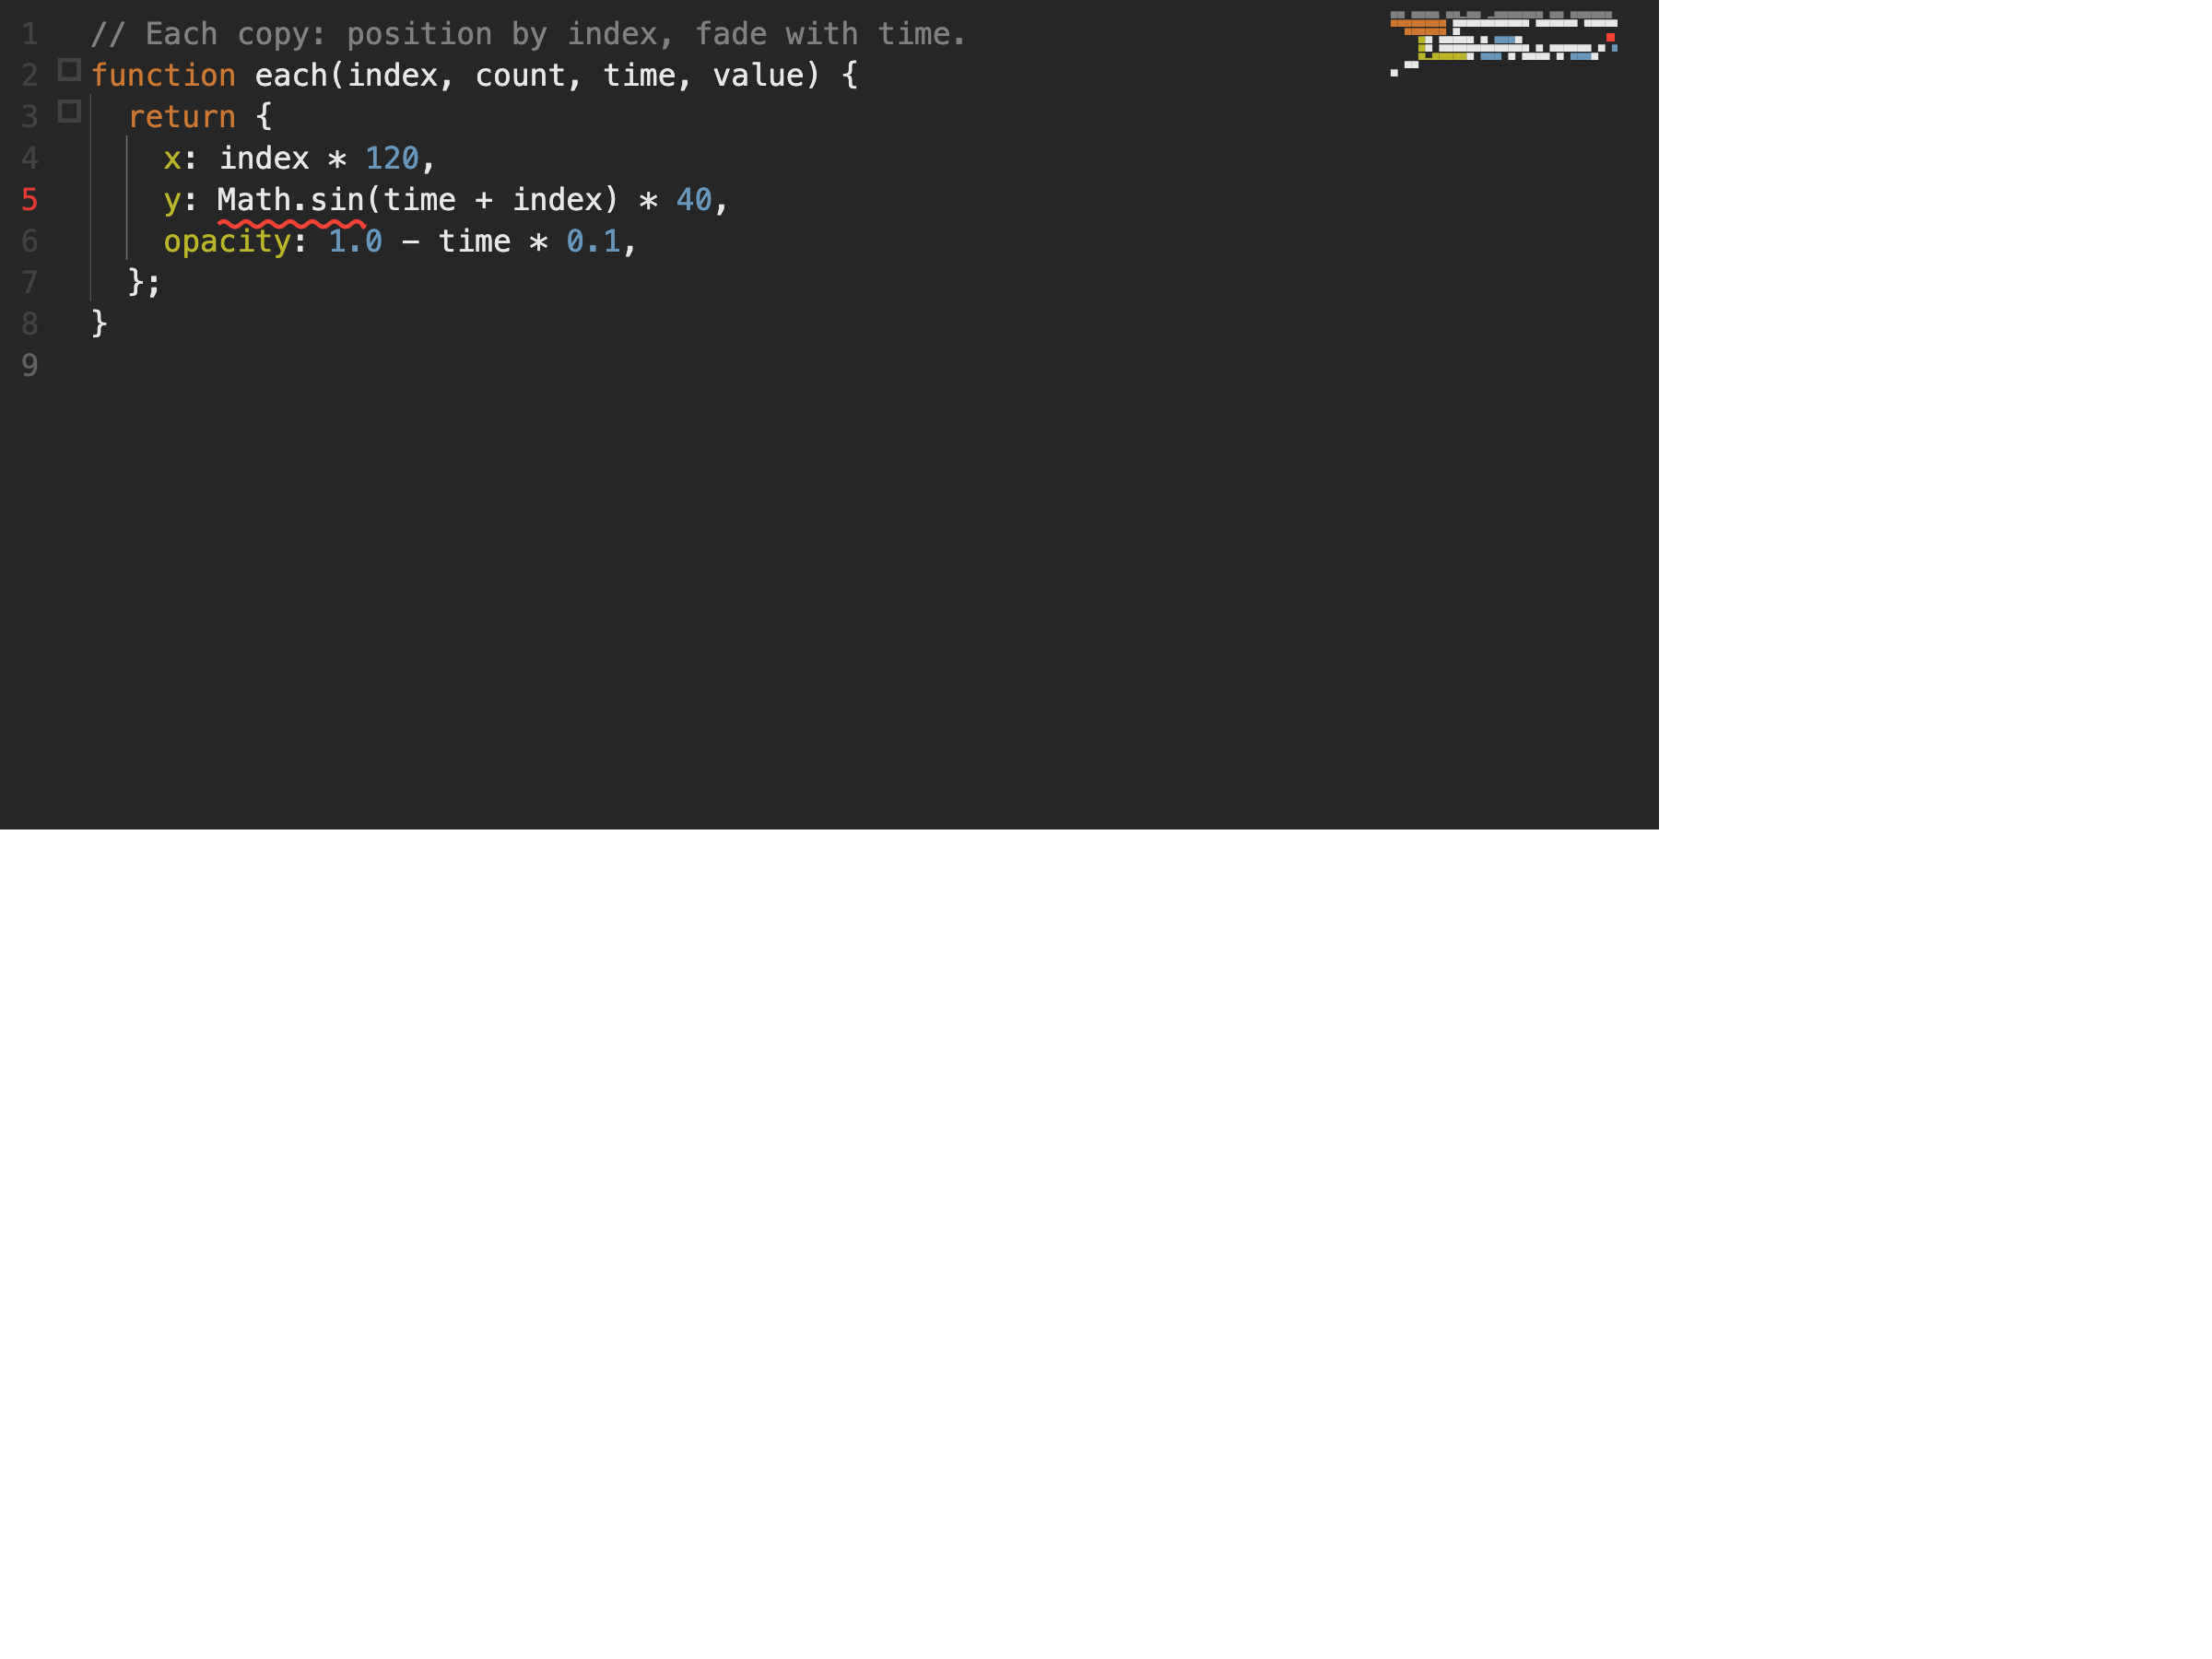 1 // Each copy: position by index, fade with time.
2 function each(index, count, time, value) {
3   return {
4     x: index * 120,
5     y: Math.sin(time + index) * 40,
6     opacity: 1.0 - time * 0.1,
7   };
8 }
9